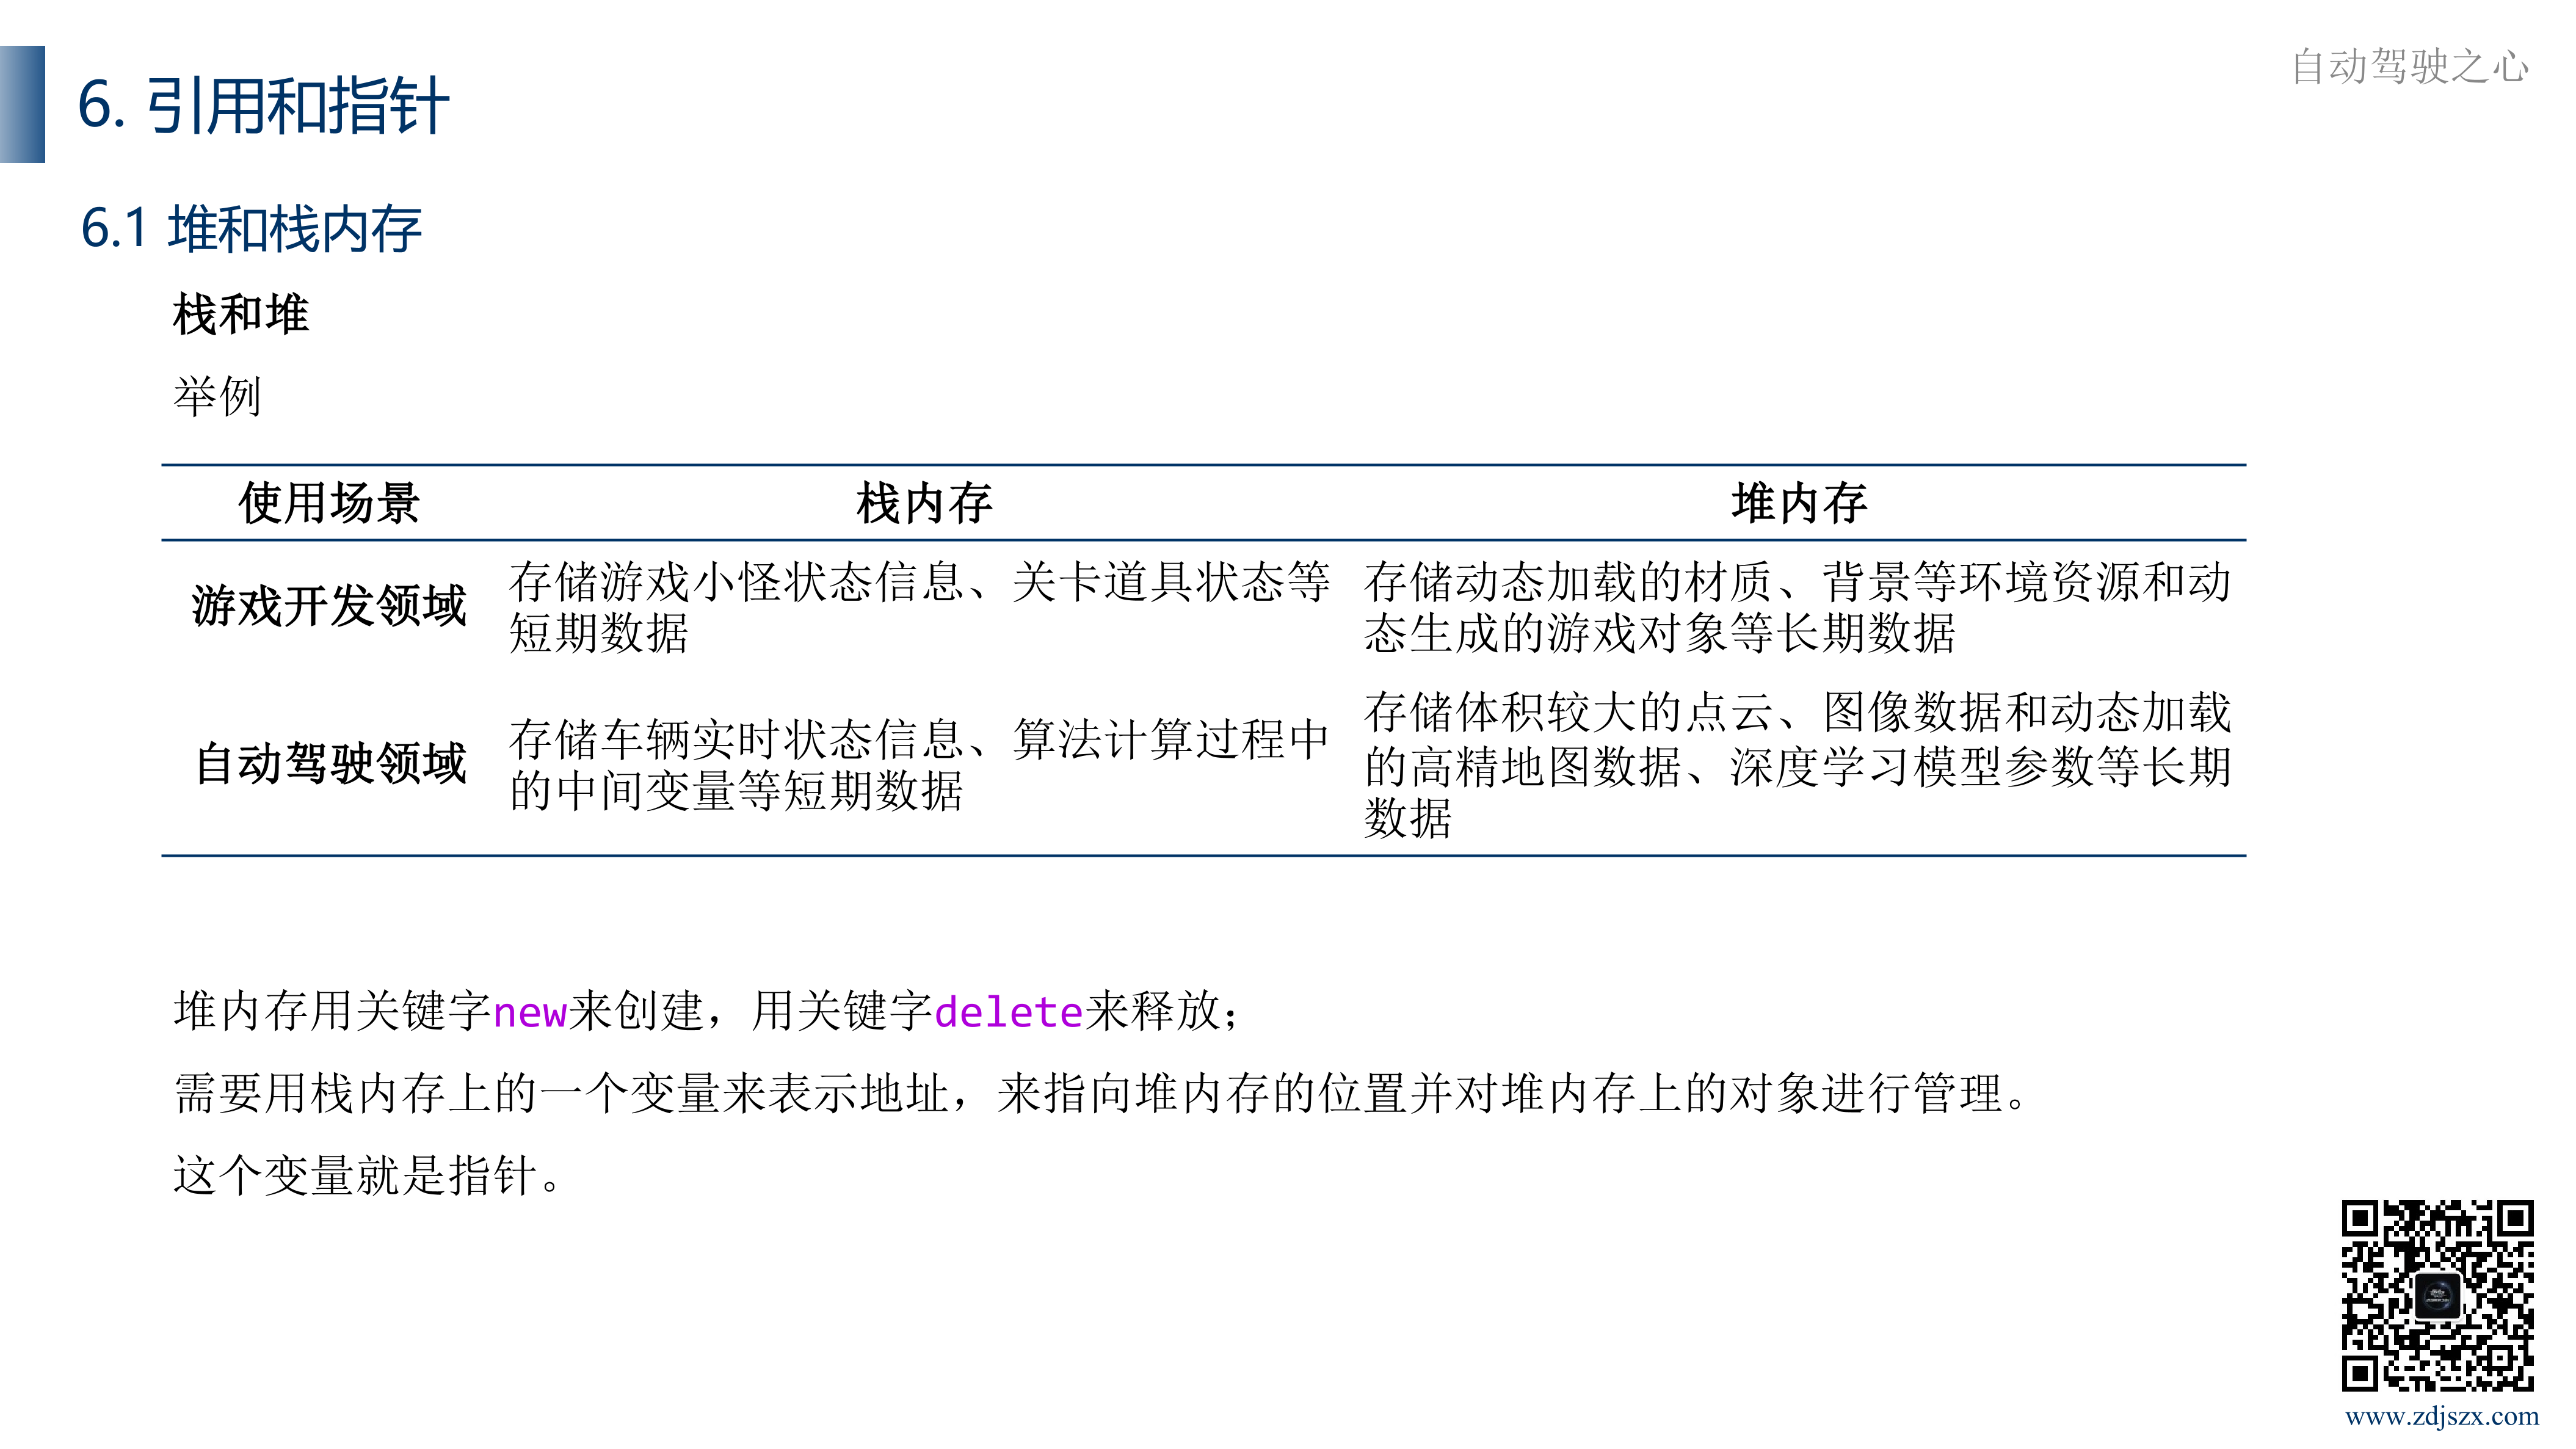 自动驾驶之心
6. 引用和指针
6.1 堆和栈内存
栈和堆
举例
使用场景 栈内存 堆内存
游戏开发领域 存储游戏小怪状态信息、关卡道具状态等 存储动态加载的材质、背景等环境资源和动
短期数据 态生成的游戏对象等长期数据
自动驾驶领域 存储车辆实时状态信息、算法计算过程中 存储体积较大的点云、图像数据和动态加载
的中间变量等短期数据 的高精地图数据、深度学习模型参数等长期
数据
堆内存用关键字new来创建，用关键字delete来释放；
需要用栈内存上的一个变量来表示地址，来指向堆内存的位置并对堆内存上的对象进行管理。
这个变量就是指针。
www.zdjszx.com